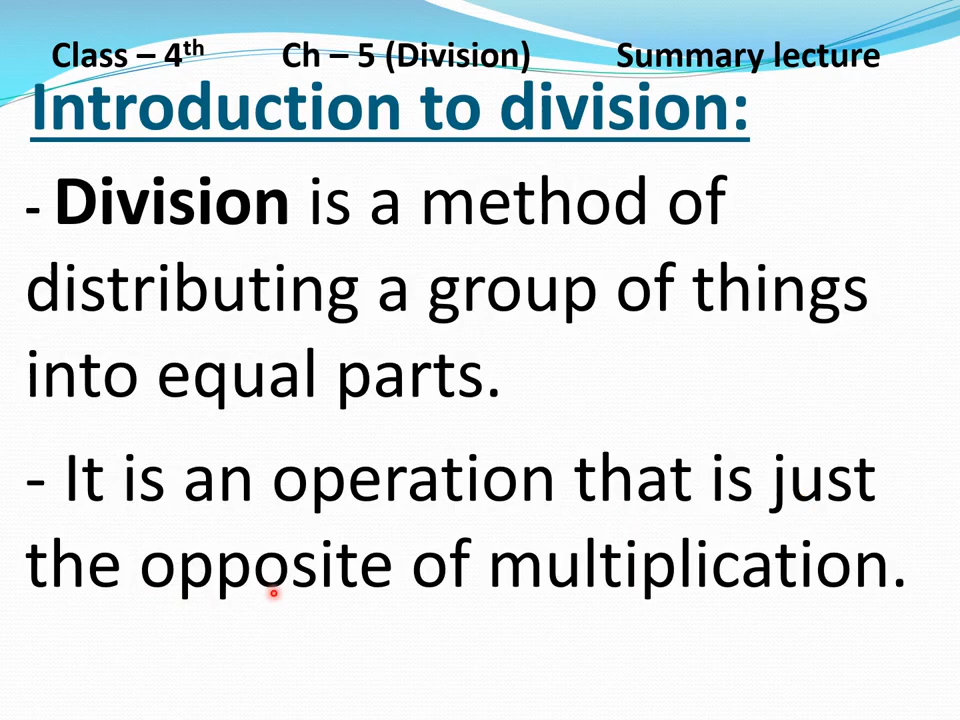 Class – 4th Ch – 5 (Division) Summary lecture
Introduction to division:
- Division is a method of
distributing a group of things
into equal parts.
- It is an operation that is just
the opposite of multiplication.